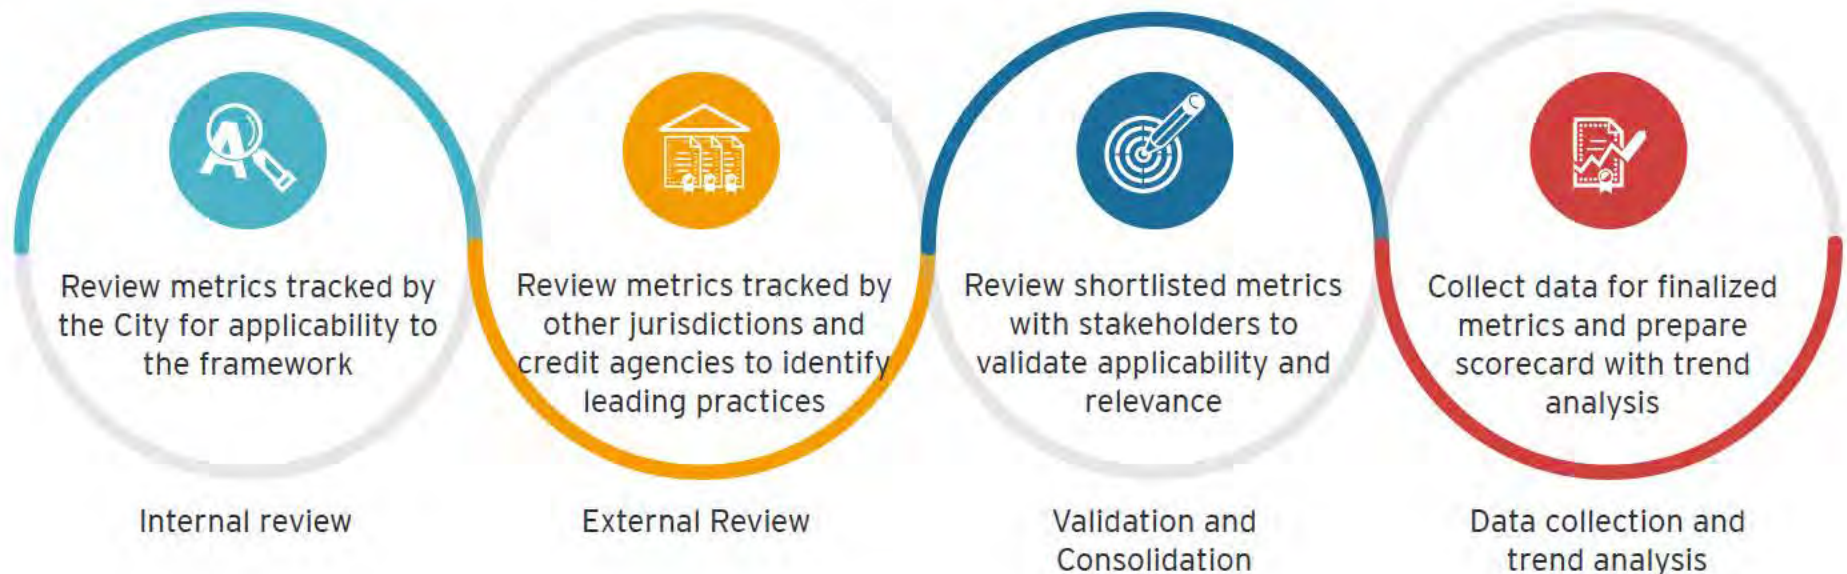 Review metrics tracked by
the City for applicability to
the framework
Internal review
Review metrics tracked by
other jurisdictions and
credit agencies to identify
leading practices
External Review
Review shortlisted metrics
with stakeholders to
validate applicability and
relevance
Validation and
Consolidation
Collect data for finalized
metrics and prepare
scorecard with trend
analysis
Data collection and
trend analysis